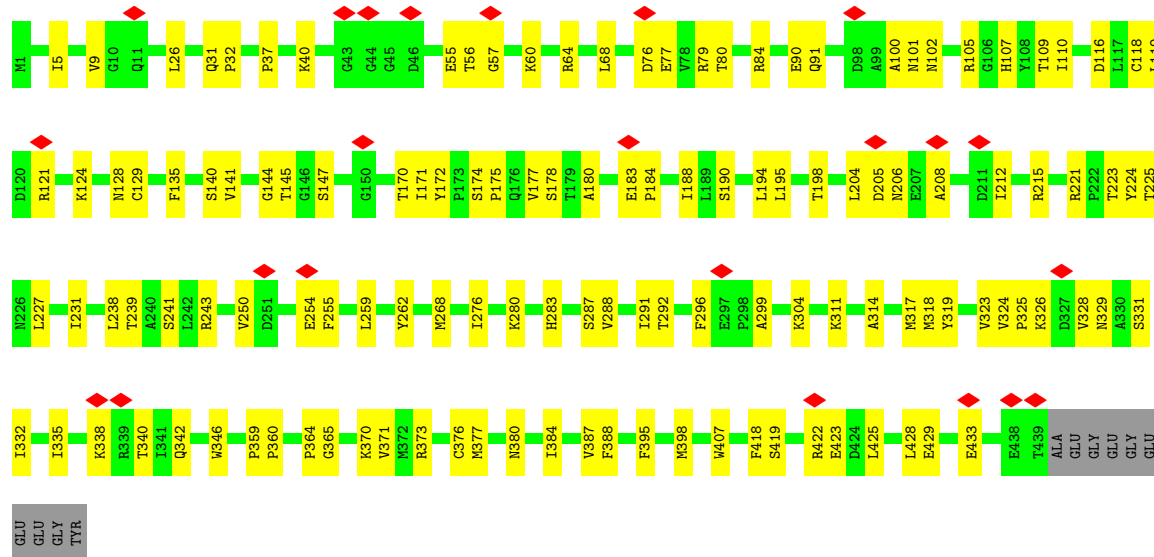 M1 I5 V9 G10 Q11 L26 Q31 P32 P37 K40 G43 G44 G45 D46 E55 T56 G57 K60 R64 L68 D76 E77 V78 R79 T80 R84 E90 Q91 D98 A99 A100 N101 N102 R105 G106 H107 Y108 T109 I110 D116 L117 C118
D120 R121 K124 N128 C129 F135 S140 V141 G144 T145 G146 S147 G150 T170 I171 Y172 P173 S174 P175 Q176 V177 S178 T179 A180 E183 P184 I188 L189 S190 L194 L195 T198 L204 D205 N206 E207 A208 D211 I212 R215 R221 P222 T223 Y224 T225
N226 L227 I231 L238 T239 A240 S241 L242 R243 V250 D251 E254 F255 L259 Y262 M268 I276 K280 H283 S287 V288 I291 T292 F296 E297 P298 A299 K304 K311 A314 M317 M318 Y319 V323 V324 P325 K326 D327 V328 N329 A330 S331
I332 I335 K338 R339 T340 I341 Q342 W346 P359 P360 P364 G365 K370 V371 M372 R373 C376 M377 N380 I384 V387 F388 F395 M398 W407 F418 S419 R422 E423 D424 L425 L428 E429 E433 E438 T439 ALA GLU GLY GLU GLY GLU
GLU GLU GLY TYR